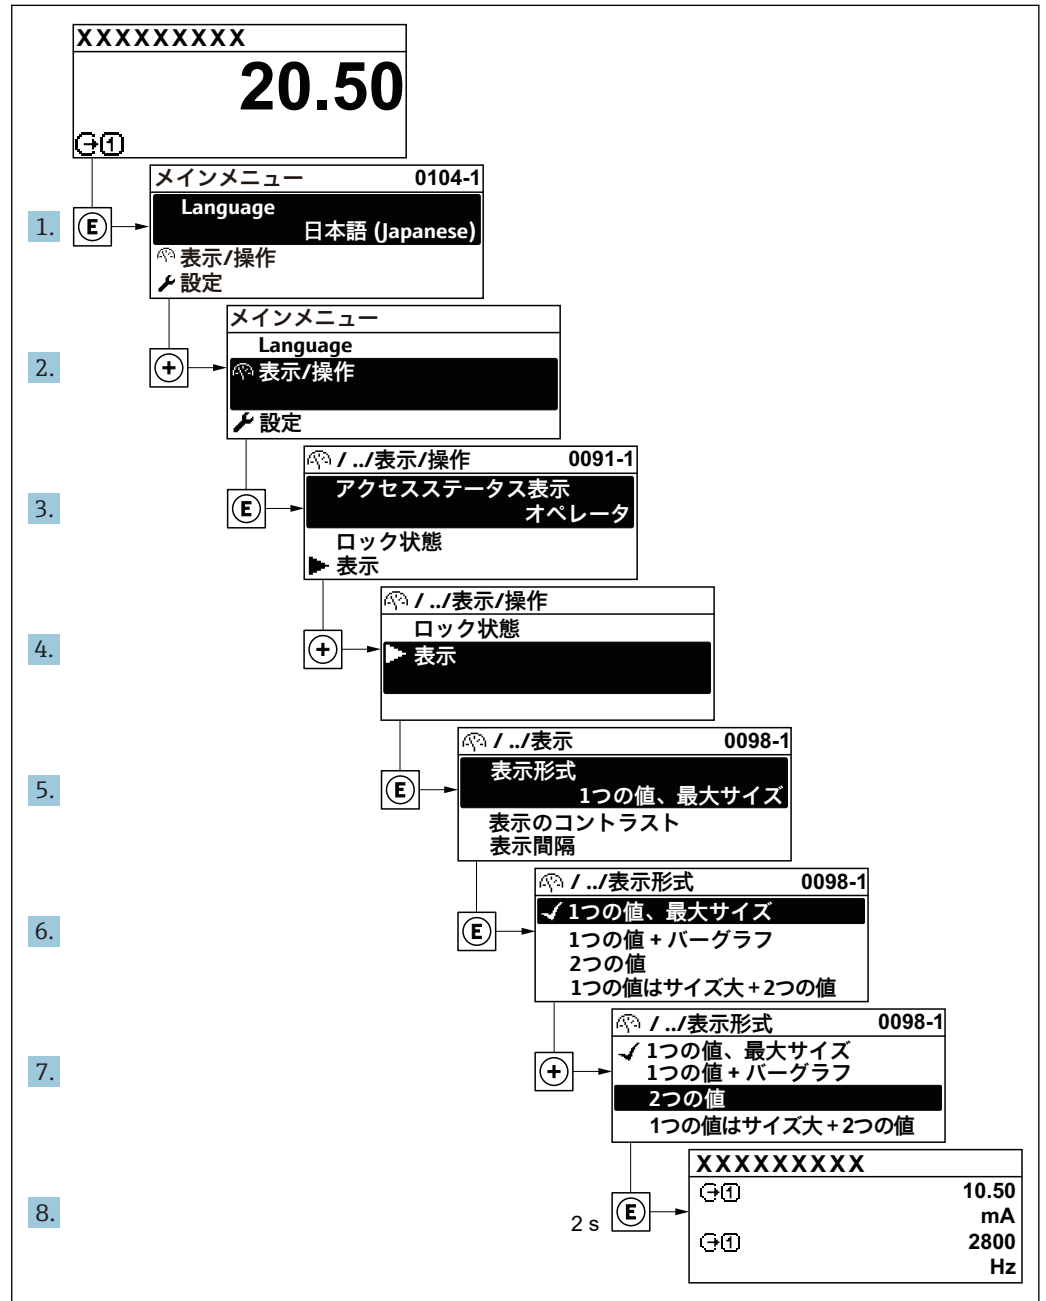 XXXXXXXXX
20.50
1
メインメニュー 0104-1
1. E Language
日本語 (Japanese)
表示/操作
設定
メインメニュー
Language
2. + 表示/操作
設定
/ ../表示/操作 0091-1
アクセスステータス表示
3. E オペレータ
ロック状態
表示
/ ../表示/操作
ロック状態
4. + 表示
/ ../表示 0098-1
表示形式
5. E 1つの値、最大サイズ
表示のコントラスト
表示間隔
/ ../表示形式 0098-1
1つの値、最大サイズ
6. E 1つの値 + バーグラフ
2つの値
1つの値はサイズ大+2つの値
/ ../表示形式 0098-1
1つの値、最大サイズ
7. + 1つの値 + バーグラフ
2つの値
1つの値はサイズ大+2つの値
XXXXXXXXX
1 10.50
8. 2 s E mA
1 2800
Hz